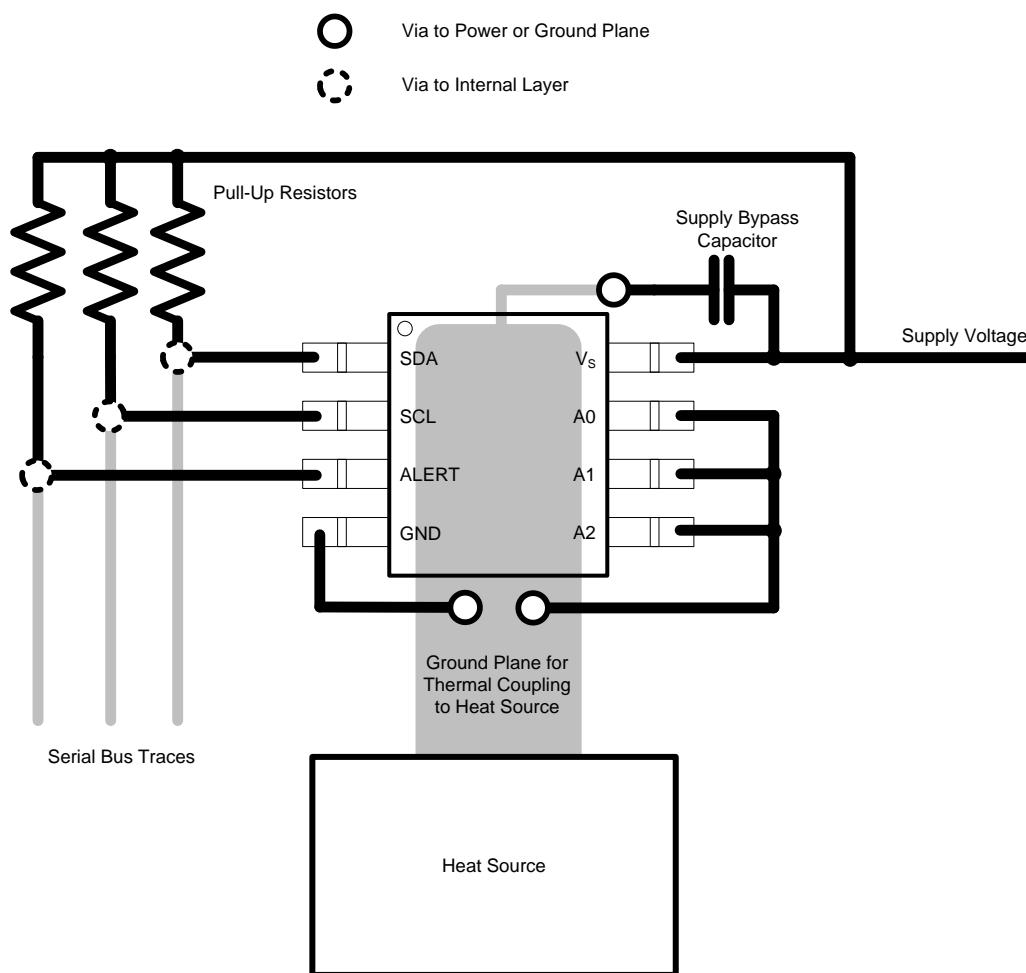 Via to Power or Ground Plane
Via to Internal Layer
Pull-Up Resistors
Supply Bypass
Capacitor
Supply Voltage
SDA
VS
SCL
A0
ALERT
A1
GND
A2
Ground Plane for
Thermal Coupling
to Heat Source
Serial Bus Traces
Heat Source